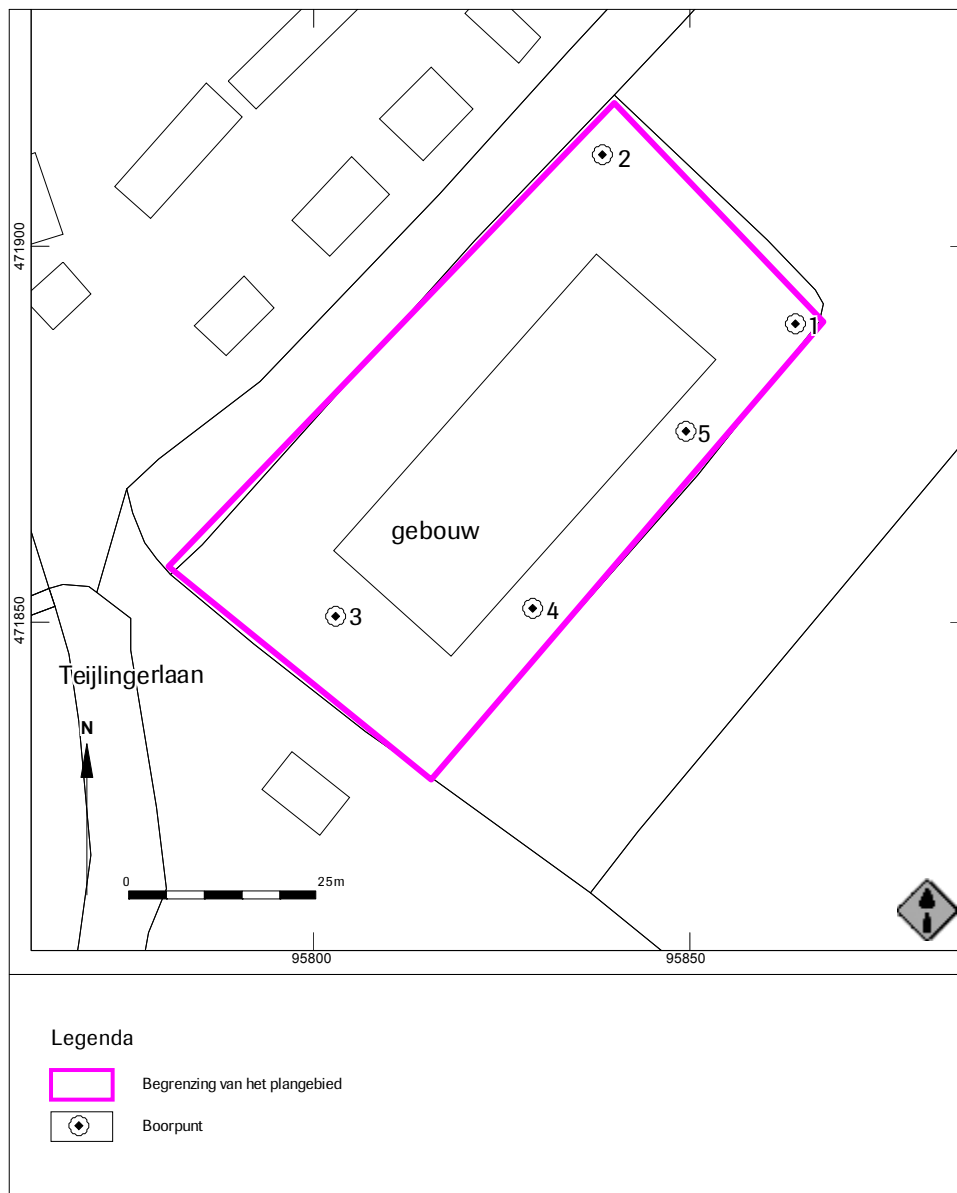 2
471900
1
5
gebouw
4
3
471850
Teijlingerlaan
N
0 25m
95800 95850
Legenda
Begrenzing van het plangebied
Boorpunt